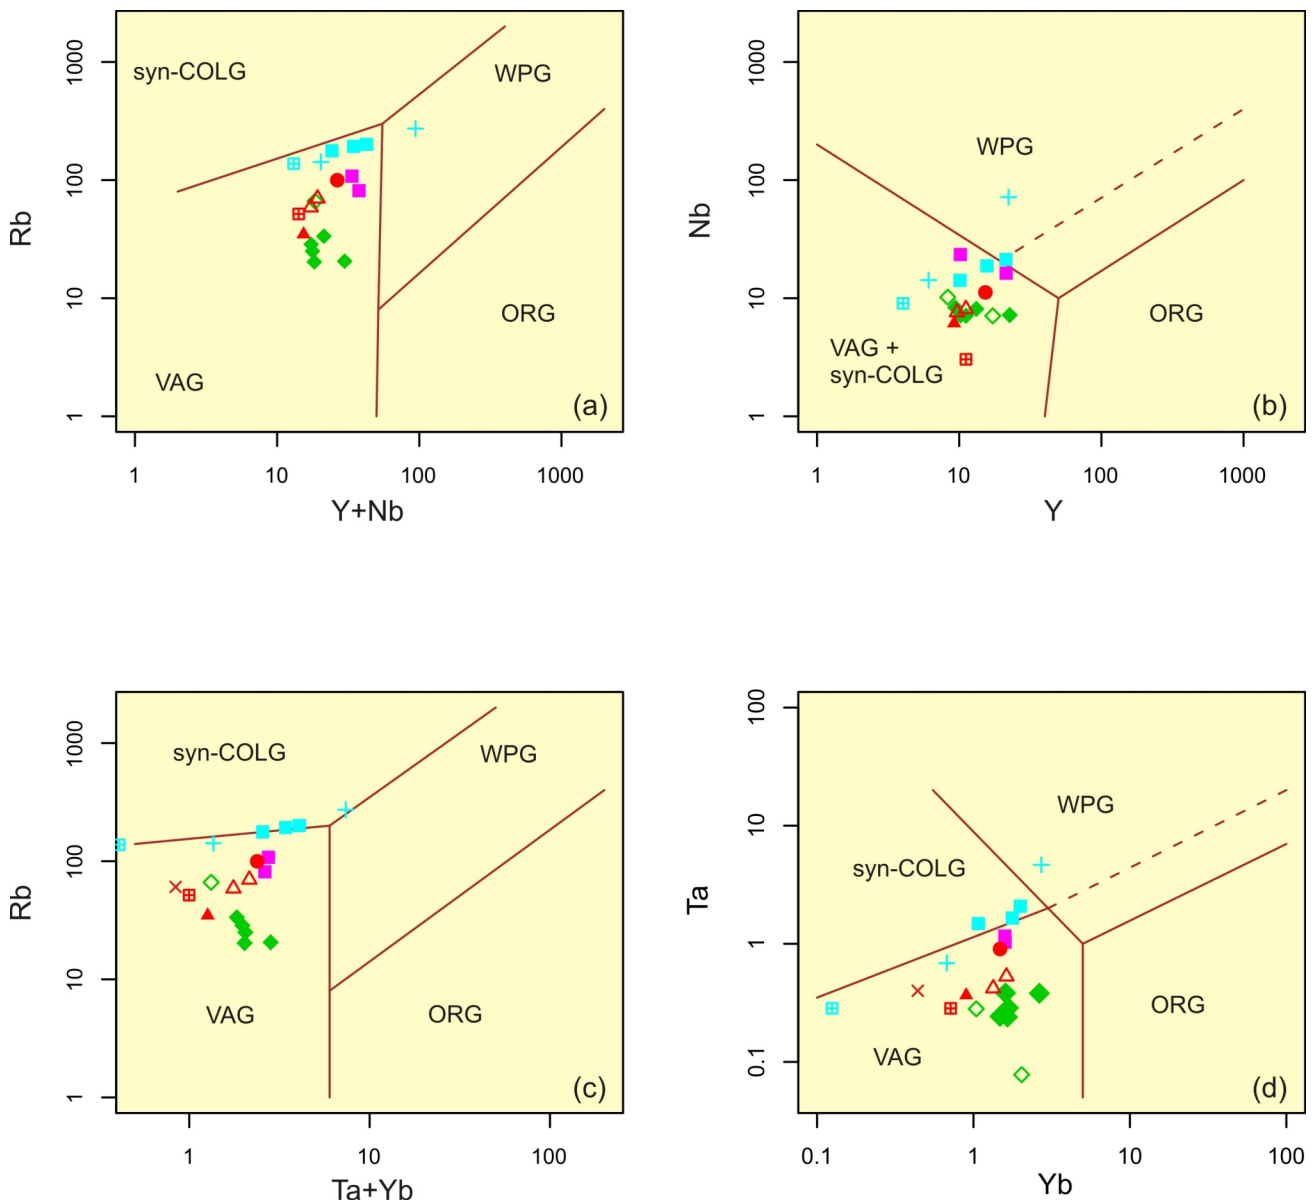 syn-COLG
WPG
ORG
VAG
(a)
Rb
1000
100
10
1
1
10
100
1000
Y+Nb
WPG
ORG
VAG +
syn-COLG
(b)
Nb
1000
100
10
1
1
10
100
1000
Y
syn-COLG
WPG
VAG
ORG
(c)
Rb
1000
100
10
1
1
10
100
Ta+Yb
WPG
syn-COLG
ORG
VAG
(d)
Ta
100
10
1
0.1
0.1
1
10
100
Yb